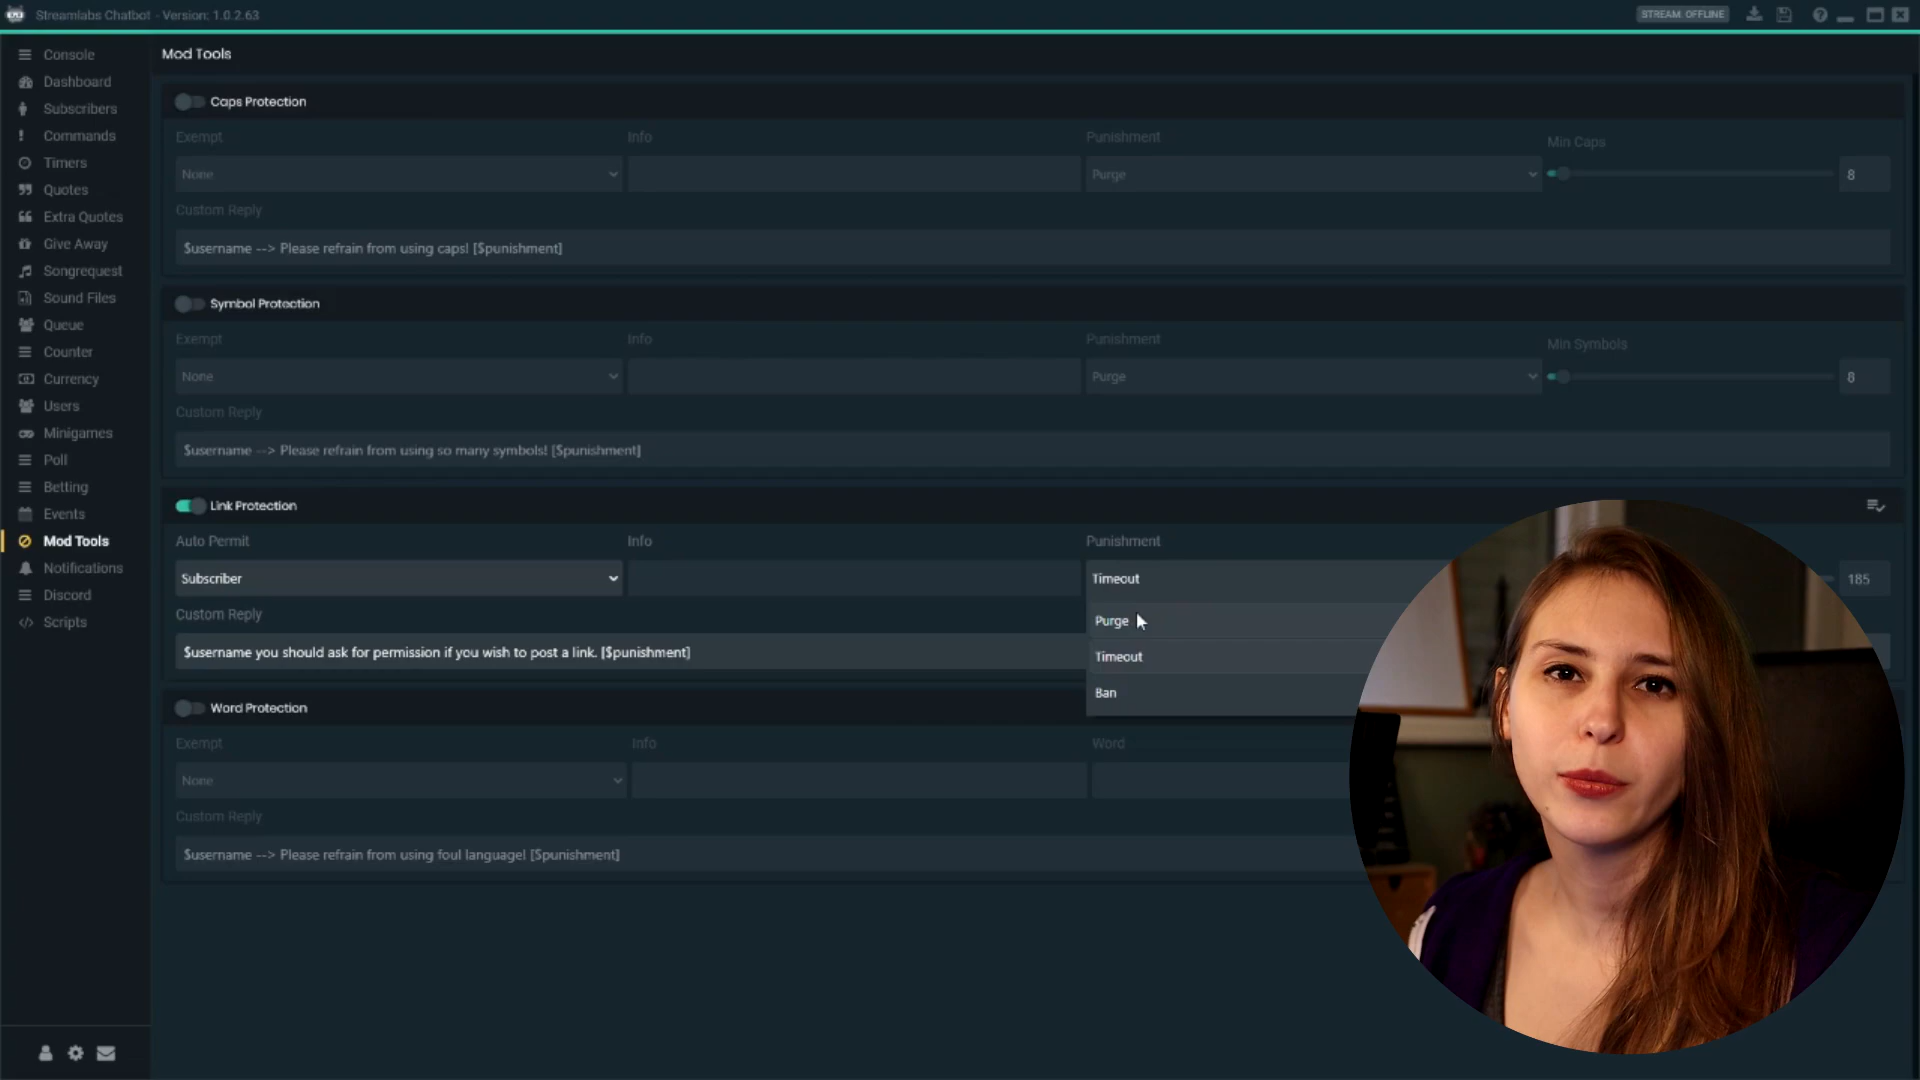 Streamlabs Chatbot - Version: 1.0.2.63
STREAM: OFFLINE
Console
Dashboard
Subscribers
Commands
Timers
Quotes
Extra Quotes
Give Away
Songrequest
Sound Files
Queue
Counter
Currency
Users
Minigames
Poll
Betting
Events
Mod Tools
Notifications
Discord
Scripts
Mod Tools
Caps Protection
Exempt
Info
Punishment
Min Caps
None
Purge
8
Custom Reply
$username --> Please refrain from using caps! [$punishment]
Symbol Protection
Exempt
Info
Punishment
Min Symbols
None
Purge
8
Custom Reply
$username --> Please refrain from using so many symbols! [$punishment]
Link Protection
Auto Permit
Info
Punishment
Subscriber
Timeout
185
Custom Reply
Purge
$username you should ask for permission if you wish to post a link. [$punishment]
Timeout
Ban
Word Protection
Exempt
Info
Word
None
Custom Reply
$username --> Please refrain from using foul language! [$punishment]